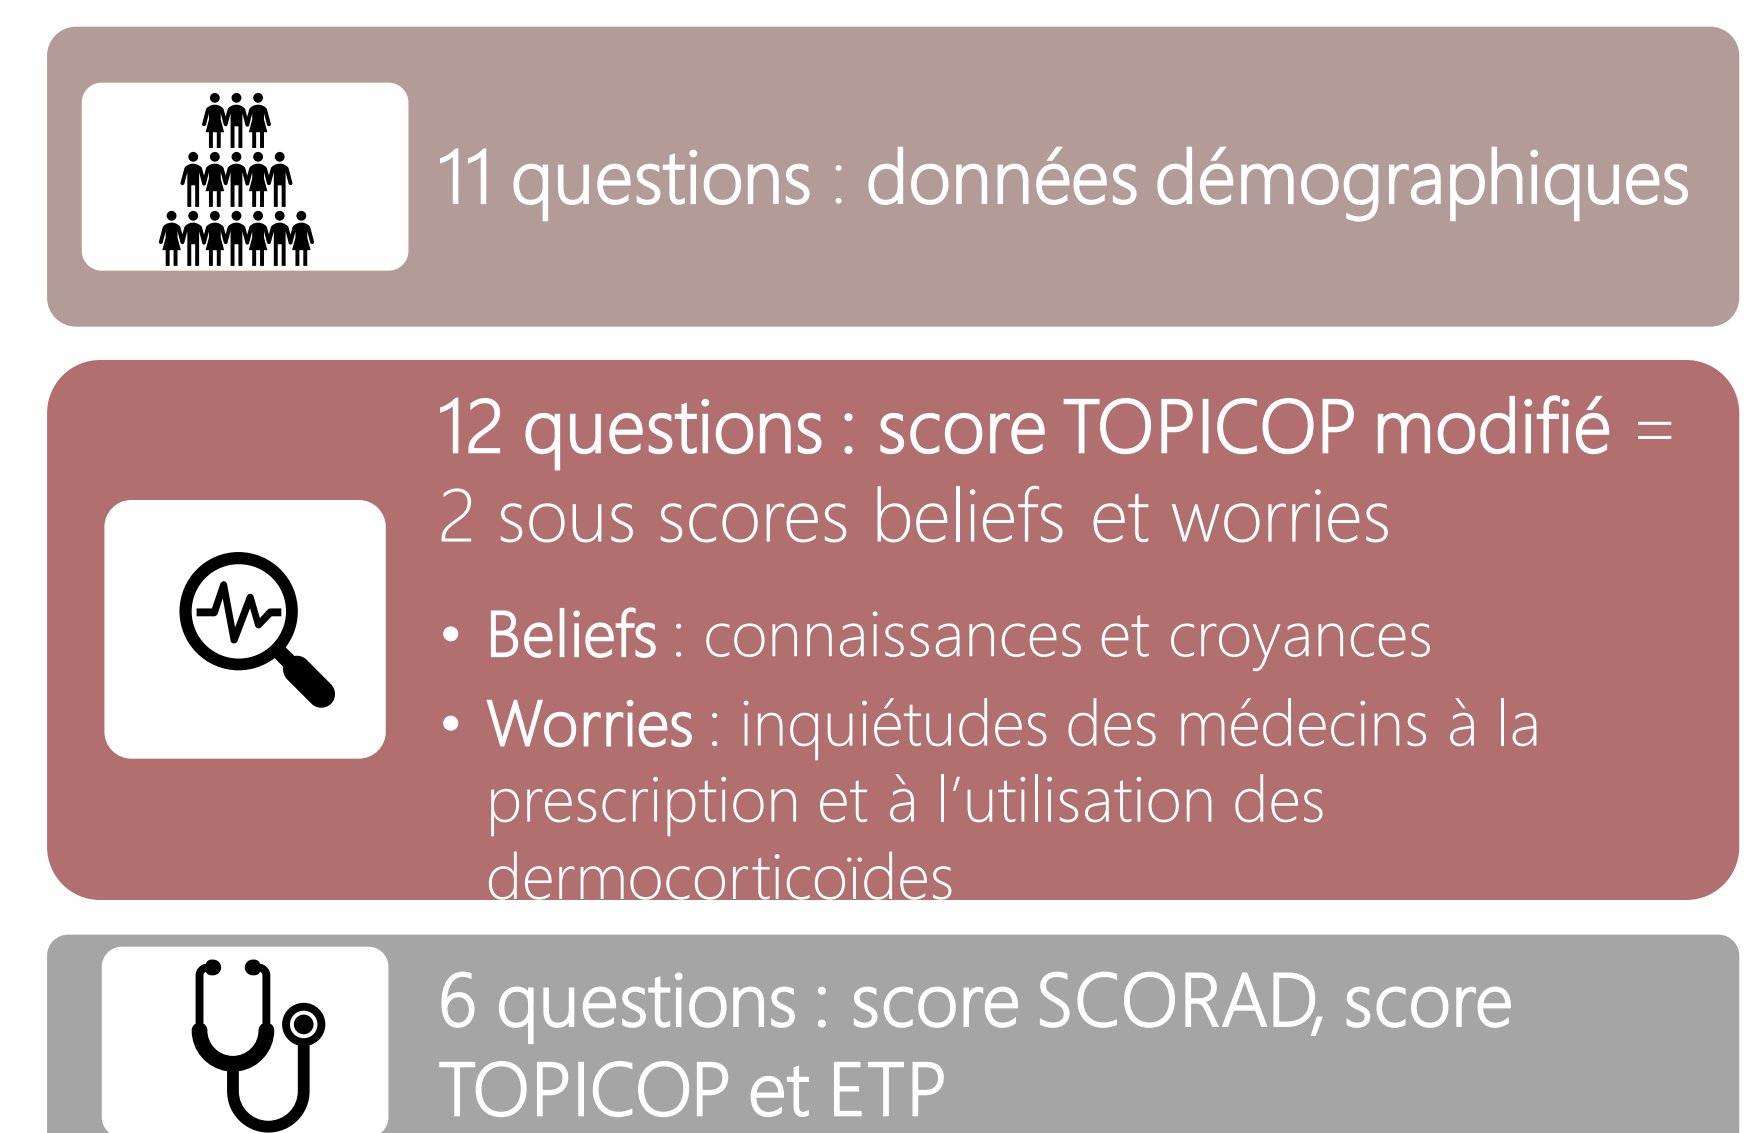 11 questions : données démographiques
12 questions : score TOPICOP modifié =
2 sous scores beliefs et worries
• Beliefs : connaissances et croyances
• Worries : inquiétudes des médecins à la
prescription et à l’utilisation des
dermocorticoïdes
6 questions : score SCORAD, score
TOPICOP et ETP